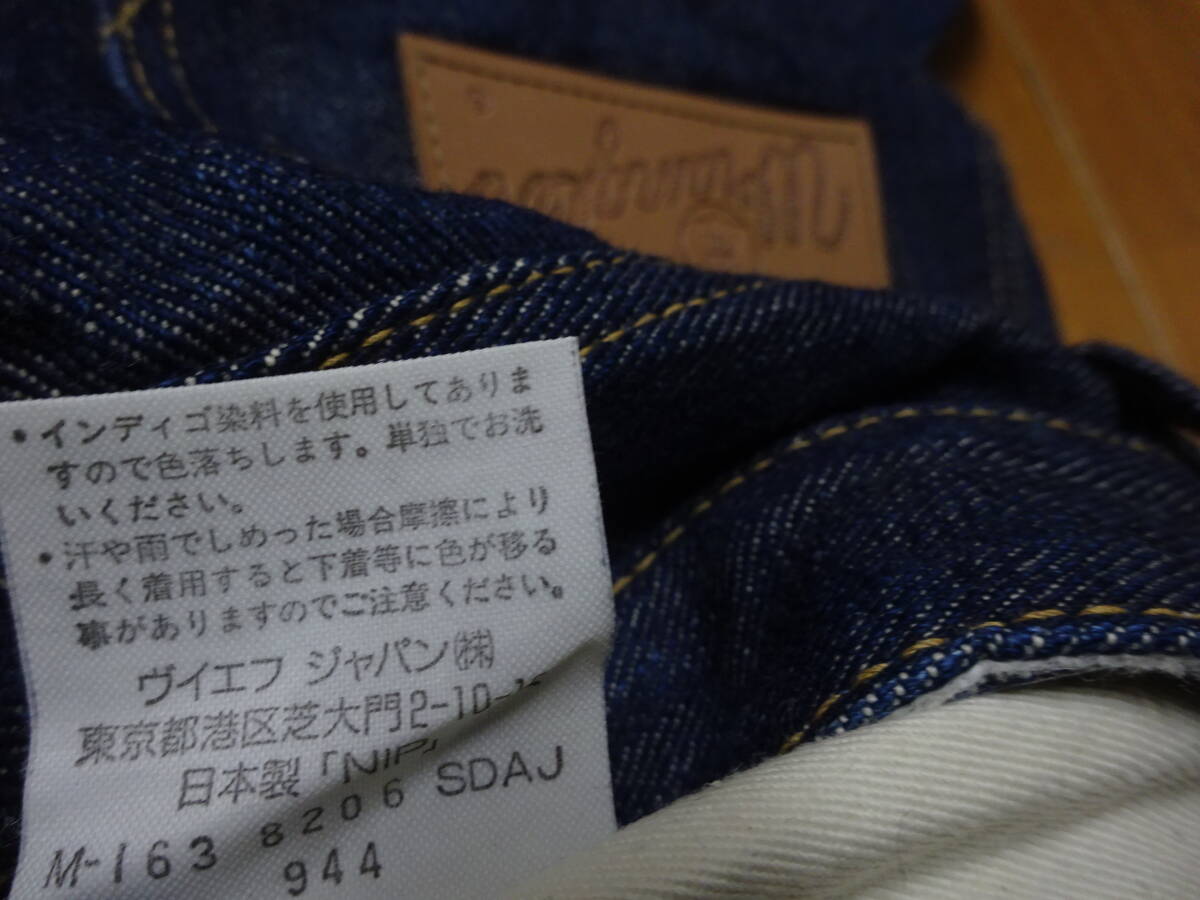 Wrangler
・インディゴ染料を使用してありま
すので色落ちします。単独でお洗
いください。
・汗や雨でしめった場合摩擦により
長く着用すると下着等に色が移る
事がありますのでご注意ください。
ヴイエフ ジャパン㈱
東京都港区芝大門2-10-
日本製「NIP」
8206 SDAJ
M-163
944